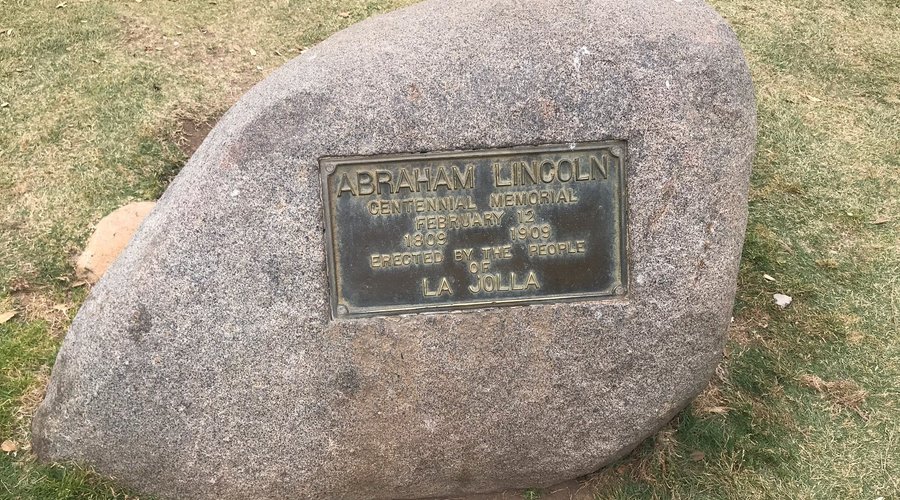 ABRAHAM LINCOLN
CENTENNIAL MEMORIAL
FEBRUARY 12
1809 1909
ERECTED BY THE PEOPLE
OF
LA JOLLA